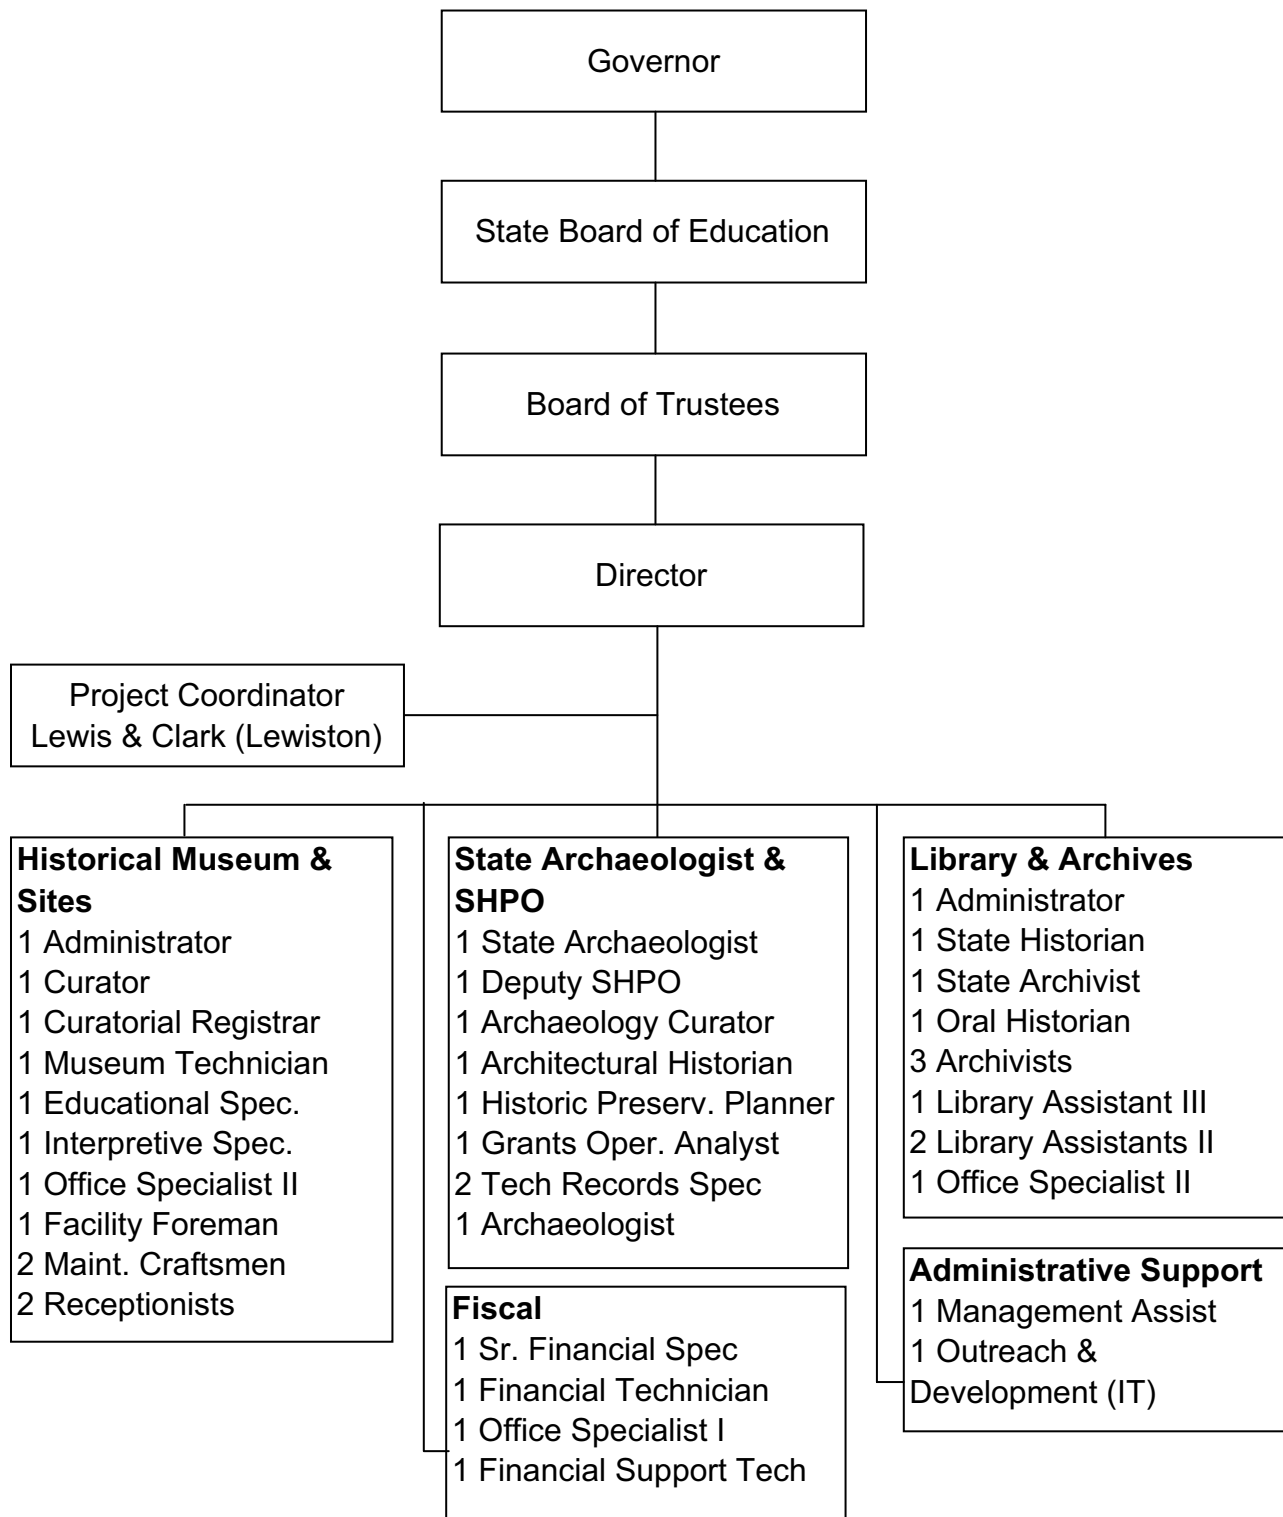 Governor
State Board of Education
Board of Trustees
Director
Project Coordinator
Lewis & Clark (Lewiston)
Historical Museum &
Sites
1 Administrator
1 Curator
1 Curatorial Registrar
1 Museum Technician
1 Educational Spec.
1 Interpretive Spec.
1 Office Specialist II
1 Facility Foreman
2 Maint. Craftsmen
2 Receptionists
State Archaeologist &
SHPO
1 State Archaeologist
1 Deputy SHPO
1 Archaeology Curator
1 Architectural Historian
1 Historic Preserv. Planner
1 Grants Oper. Analyst
2 Tech Records Spec
1 Archaeologist
Fiscal
1 Sr. Financial Spec
1 Financial Technician
1 Office Specialist I
1 Financial Support Tech
Library & Archives
1 Administrator
1 State Historian
1 State Archivist
1 Oral Historian
3 Archivists
1 Library Assistant III
2 Library Assistants II
1 Office Specialist II
Administrative Support
1 Management Assist
1 Outreach &
Development (IT)